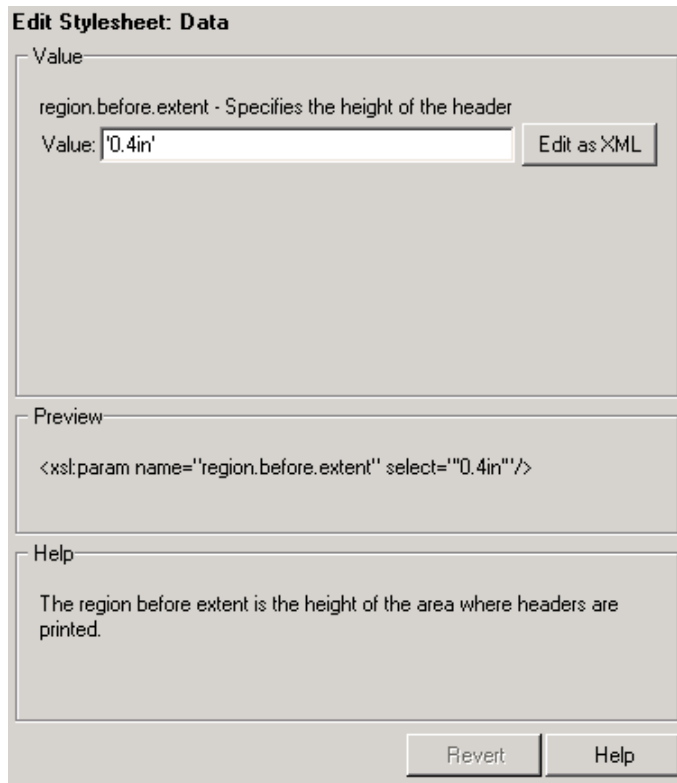 Edit Stylesheet: Data
Value
region.before.extent - Specifies the height of the header
Value: '0.4in' Edit as XML
Preview
<xsl:param name="region.before.extent" select="'0.4in'"/>
Help
The region before extent is the height of the area where headers are
printed.
Revert Help